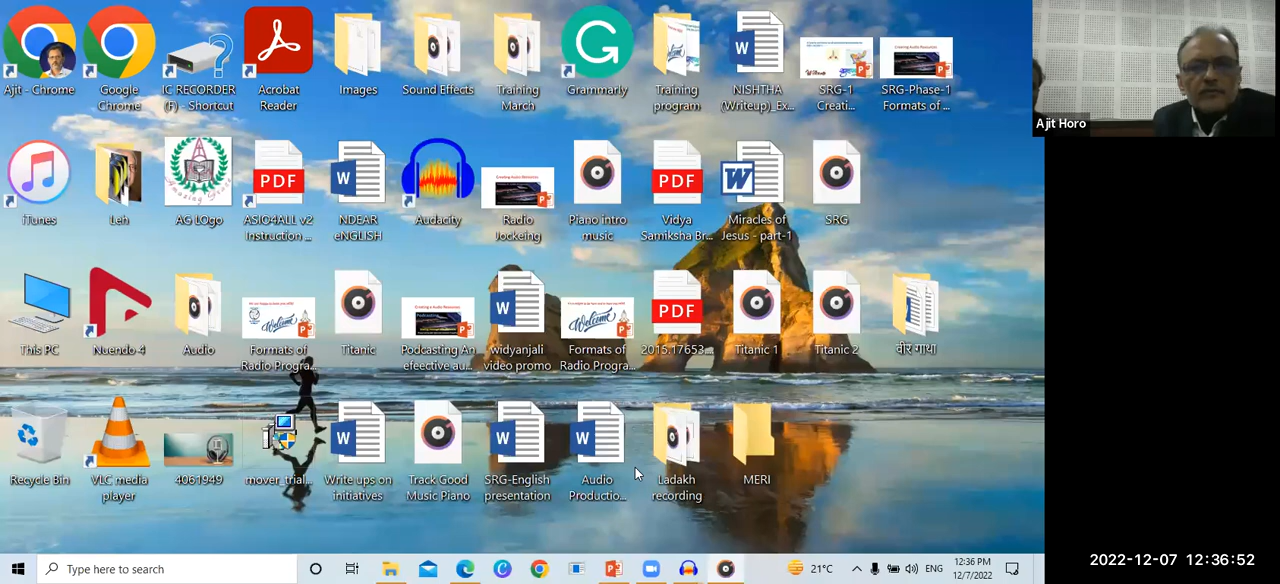 Ajit - Chrome
Google
Chrome
IC RECORDER
(F) - Shortcut
Acrobat
Reader
Images
Sound Effects
Training
March
Grammarly
Training
program
NISHTHA
(Writeup)_Ex...
SRG-1
Creati...
SRG-Phase-1
Formats of ...
Ajit Horo
iTunes
Leh
AG LOgo
PDF
ASIO4ALL v2
Instruction ...
NDEAR
eNGLISH
Audacity
Radio
Jockeing
Piano intro
music
PDF
Vidya
Samiksha Br...
Miracles of
Jesus - part-1
SRG
This PC
Nuendo 4
Audio
Formats of
Radio Progra...
Titanic
Podcasting An
efeective au...
widyanjali
video promo
Welcome
Formats of
Radio Progra...
PDF
2015.17653...
Titanic 1
Titanic 2
वीर गाथा
Recycle Bin
VLC media
player
4061949
mover_trial...
Write ups on
initiatives
Track Good
Music Piano
SRG-English
presentation
Audio
Productio...
Ladakh
recording
MERI
Type here to search
21°C
ENG
12:36 PM
12/7/2022
2022-12-07 12:36:52